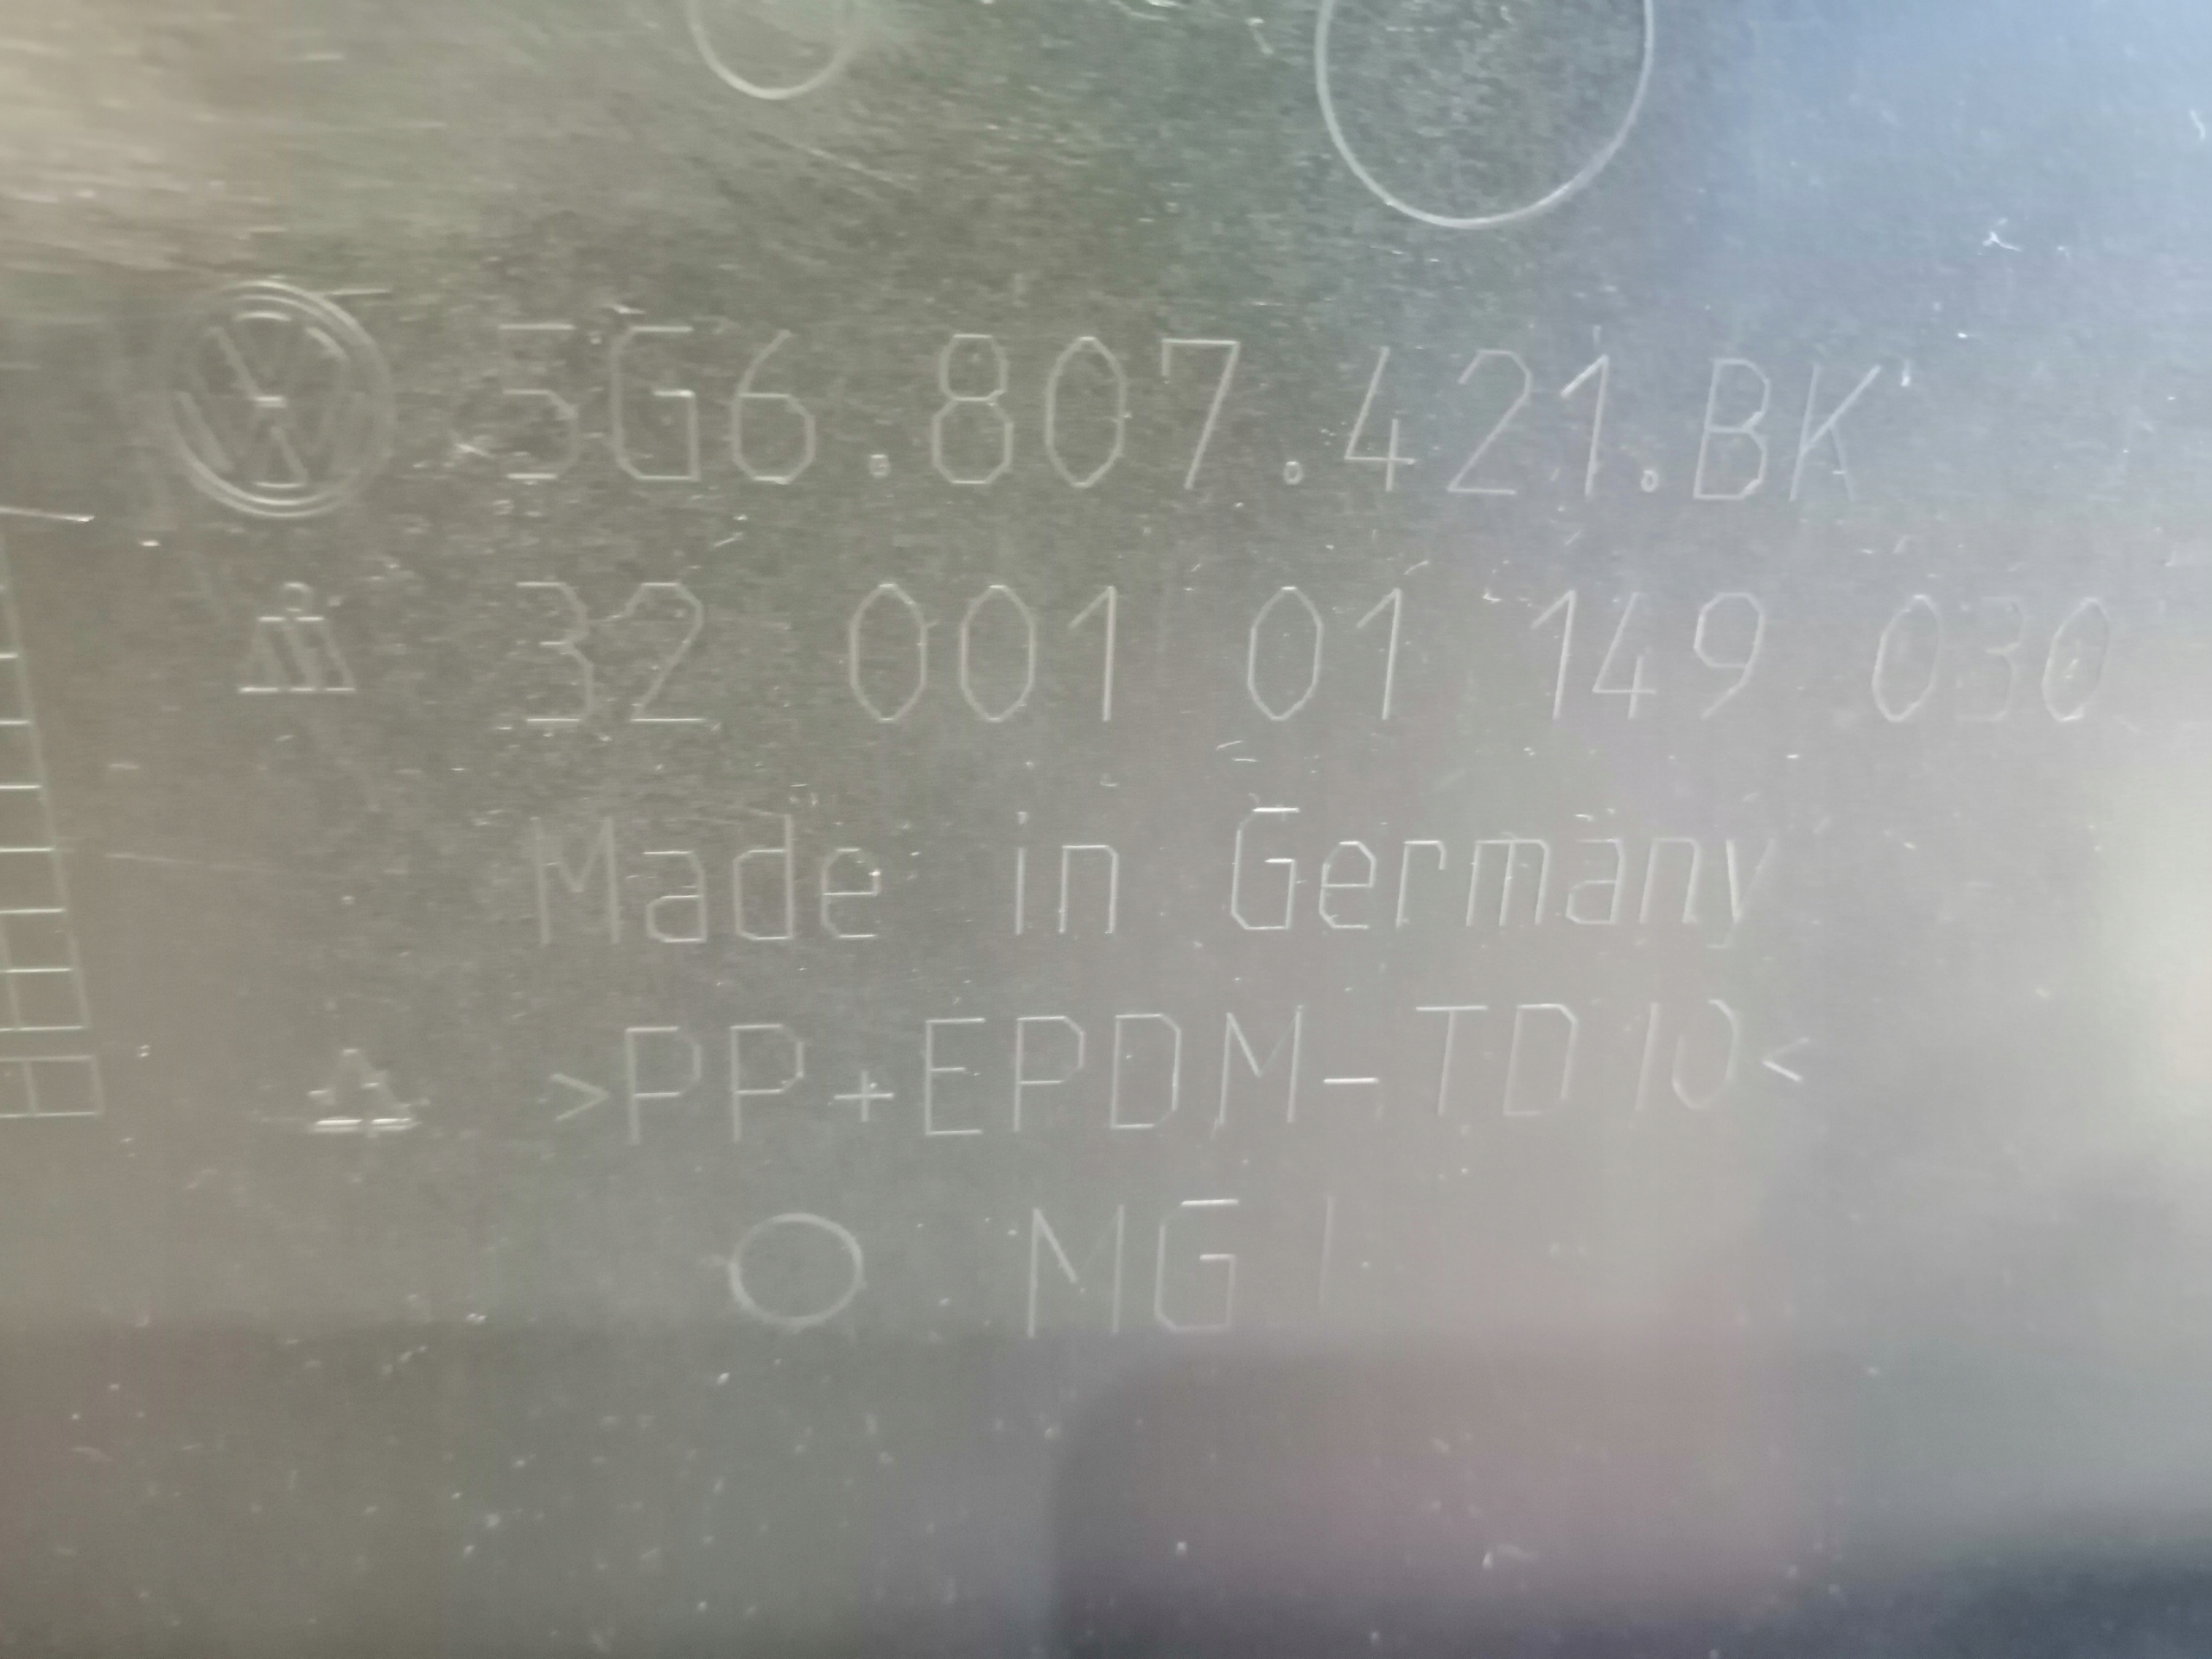 5G6.807.421.BK
32 001 01 149 030
Made in Germany
>PP+EPDM-TD10<
MG1